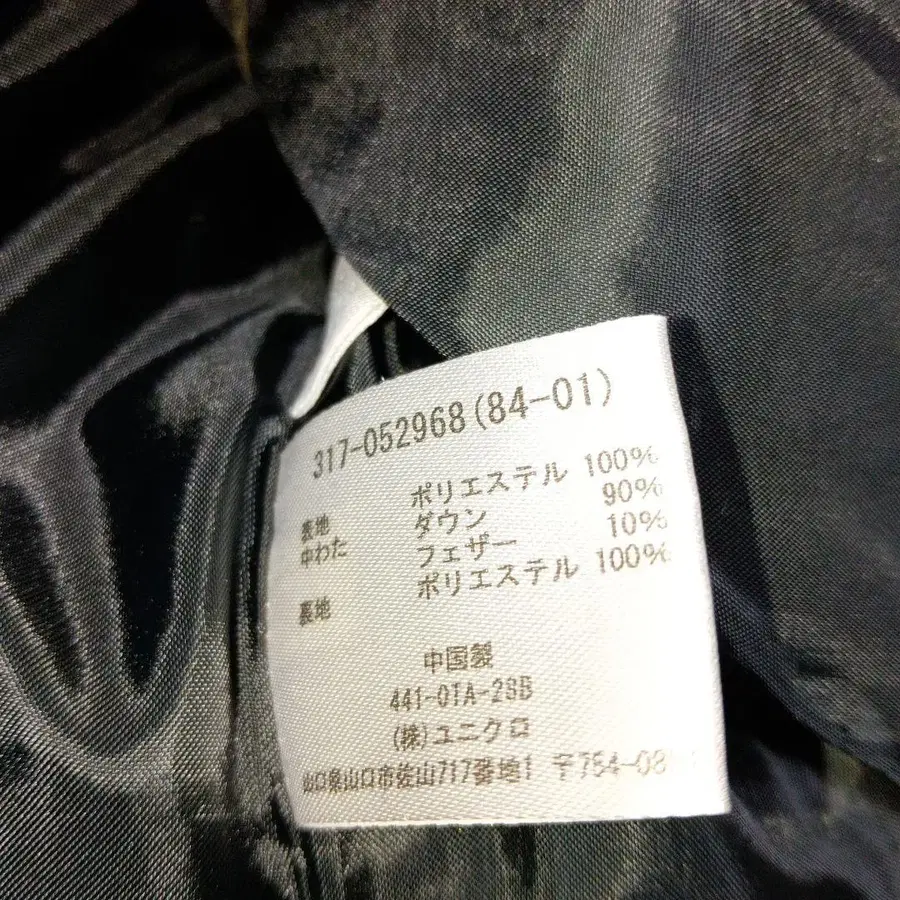 317-052968(84-01)
表地 ポリエステル 100%
中わた ダウン 90%
フェザー 10%
裏地 ポリエステル 100%
中国製
441-01A-28B
(株)ユニクロ
山口県山口市佐山717番地1 〒754-08